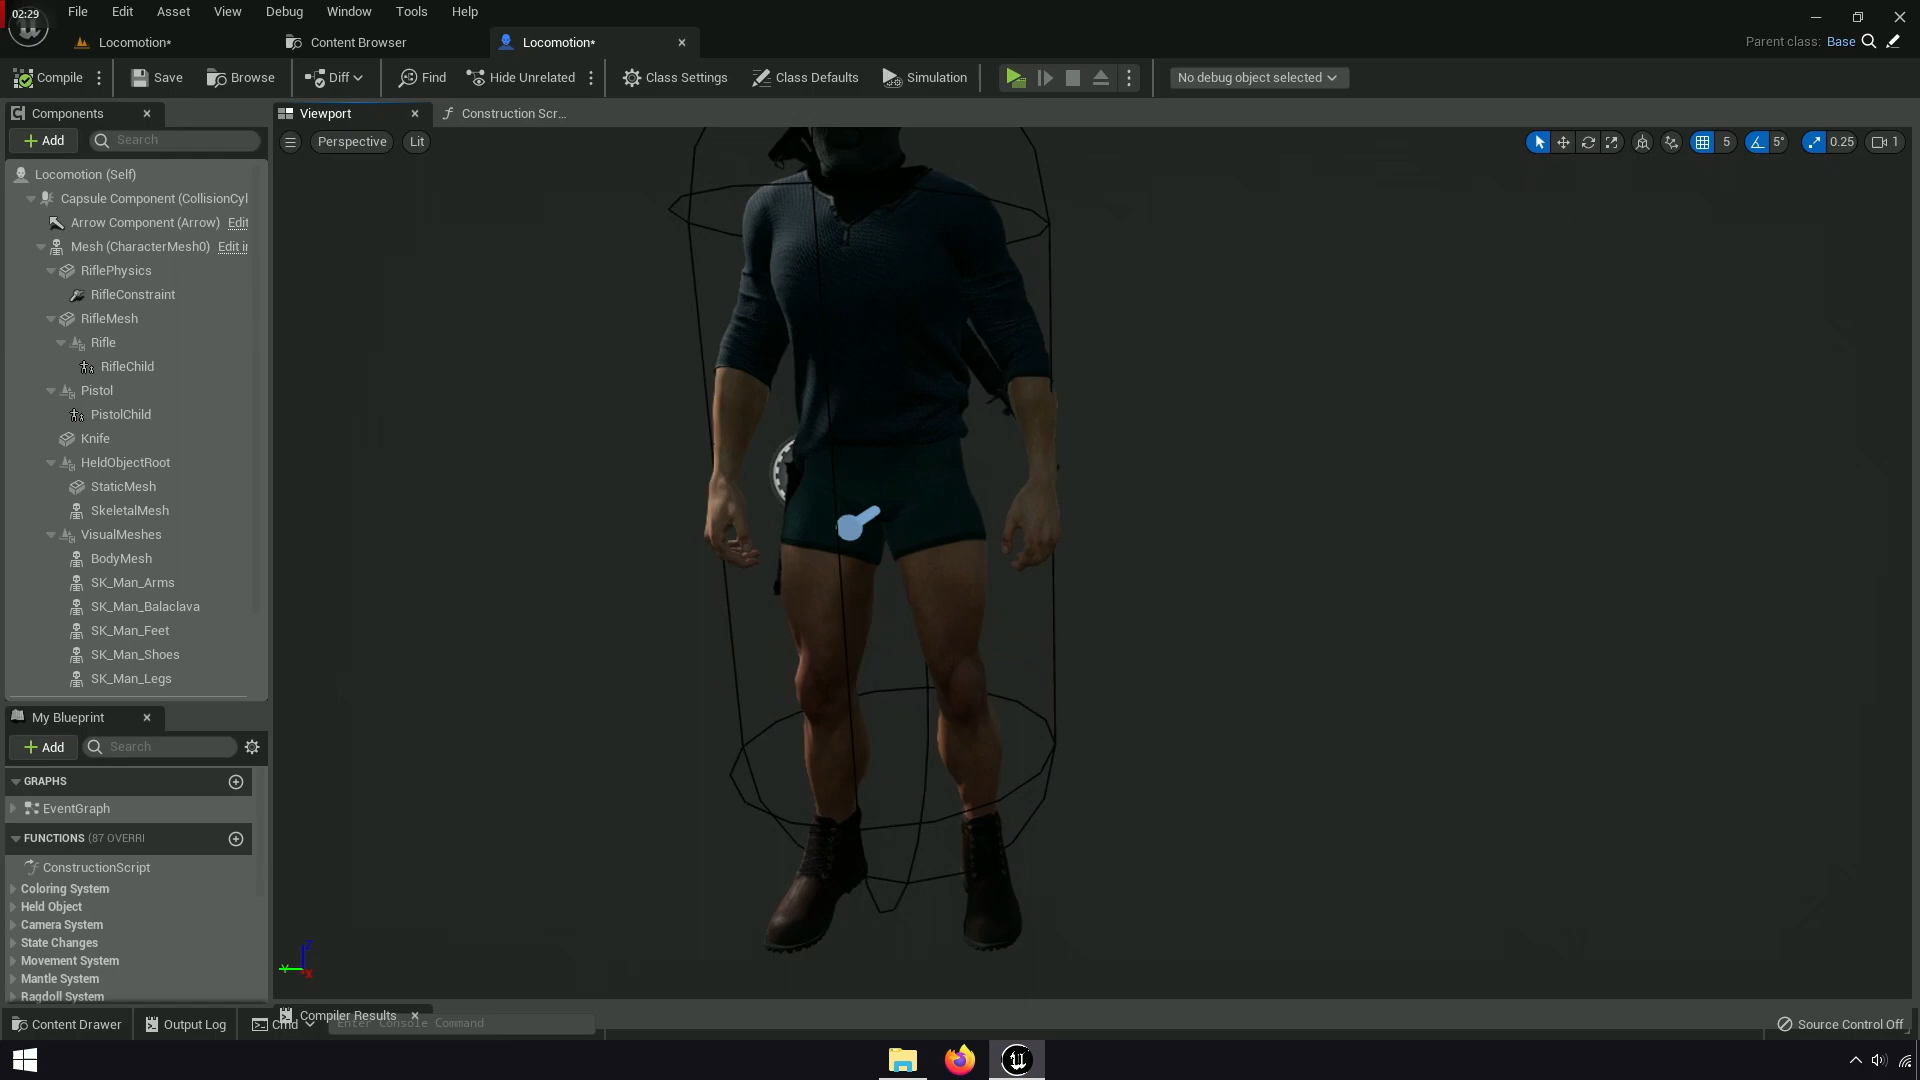 02:29
File Edit Asset View Debug Window Tools Help
Locomotion* Content Browser Locomotion*
Parent class: Base
Compile Save Browse Diff Find Hide Unrelated Class Settings Class Defaults Simulation No debug object selected
Components Viewport Construction Scr...
Add Search Perspective Lit 5 5° 0.25 1
Locomotion (Self)
Capsule Component (CollisionCyl
Arrow Component (Arrow) Edit
Mesh (CharacterMesh0) Edit i
RiflePhysics
RifleConstraint
RifleMesh
Rifle
RifleChild
Pistol
PistolChild
Knife
HeldObjectRoot
StaticMesh
SkeletalMesh
VisualMeshes
BodyMesh
SK_Man_Arms
SK_Man_Balaclava
SK_Man_Feet
SK_Man_Shoes
SK_Man_Legs
My Blueprint
Add Search
GRAPHS
EventGraph
FUNCTIONS (87 OVERRI
ConstructionScript
Coloring System
Held Object
Camera System
State Changes
Movement System
Mantle System
Ragdoll System
Z
Y X
Compiler Results
Content Drawer Output Log Cmd Enter Console Command Source Control Off